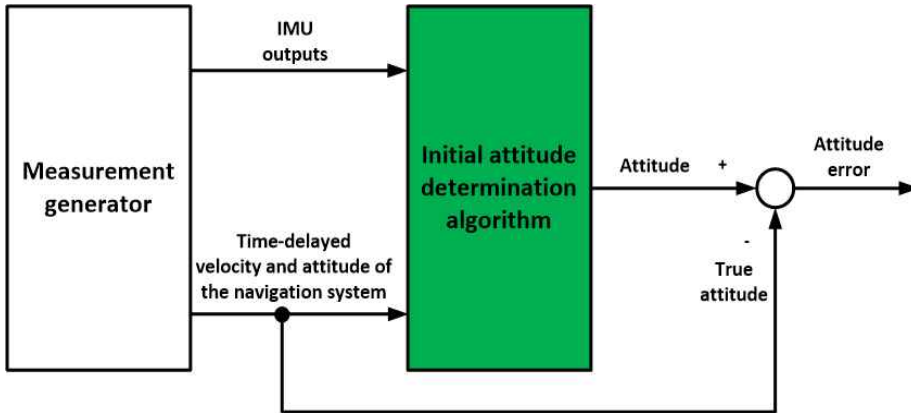 IMU
outputs
Measurement
generator
Initial attitude
determination
algorithm
Attitude
+
Attitude
error
Time-delayed
velocity and attitude of
the navigation system
-
True
attitude